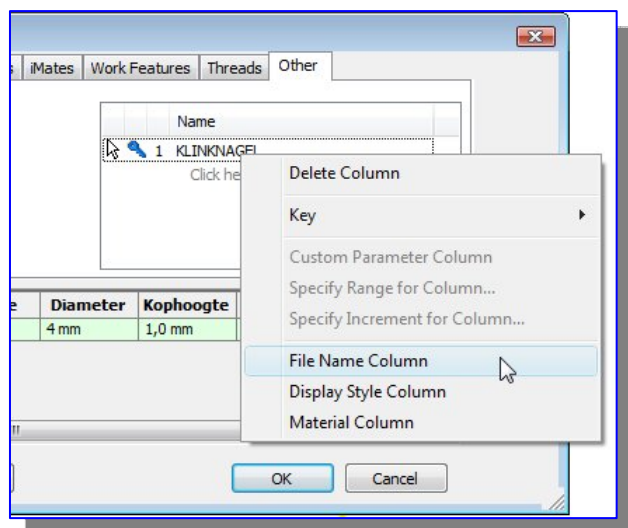 iMates Work Features Threads Other
Name
1 KLINKNAGEL
Click he
Delete Column
Key
Custom Parameter Column
Specify Range for Column...
Specify Increment for Column...
Diameter Kophoogte
4 mm 1,0 mm
File Name Column
Display Style Column
Material Column
OK Cancel